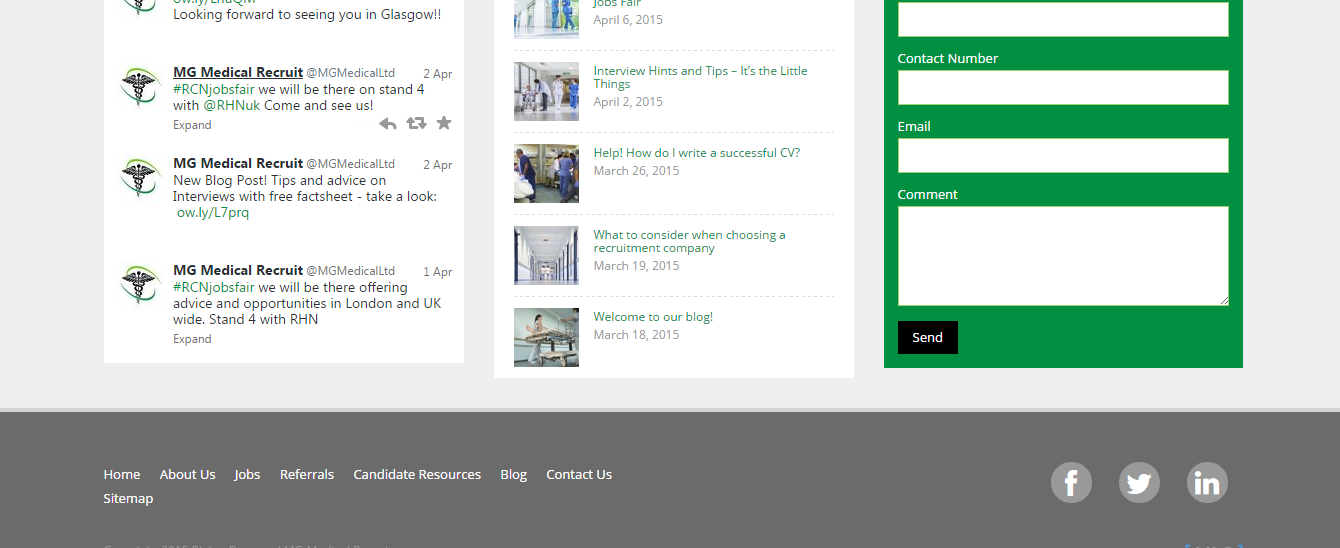 Looking forward to seeing you in Glasgow!!
MG Medical Recruit @MGMedicalLtd 2 Apr
#RCNjobsfair we will be there on stand 4
with @RHNuk Come and see us!
Expand
MG Medical Recruit @MGMedicalLtd 2 Apr
New Blog Post! Tips and advice on
Interviews with free factsheet - take a look:
ow.ly/L7prq
MG Medical Recruit @MGMedicalLtd 1 Apr
#RCNjobsfair we will be there offering
advice and opportunities in London and UK
wide. Stand 4 with RHN
Expand
Jobs Fair
April 6, 2015
Interview Hints and Tips – It's the Little
Things
April 2, 2015
Help! How do I write a successful CV?
March 26, 2015
What to consider when choosing a
recruitment company
March 19, 2015
Welcome to our blog!
March 18, 2015
Contact Number
Email
Comment
Send
Home About Us Jobs Referrals Candidate Resources Blog Contact Us
Sitemap